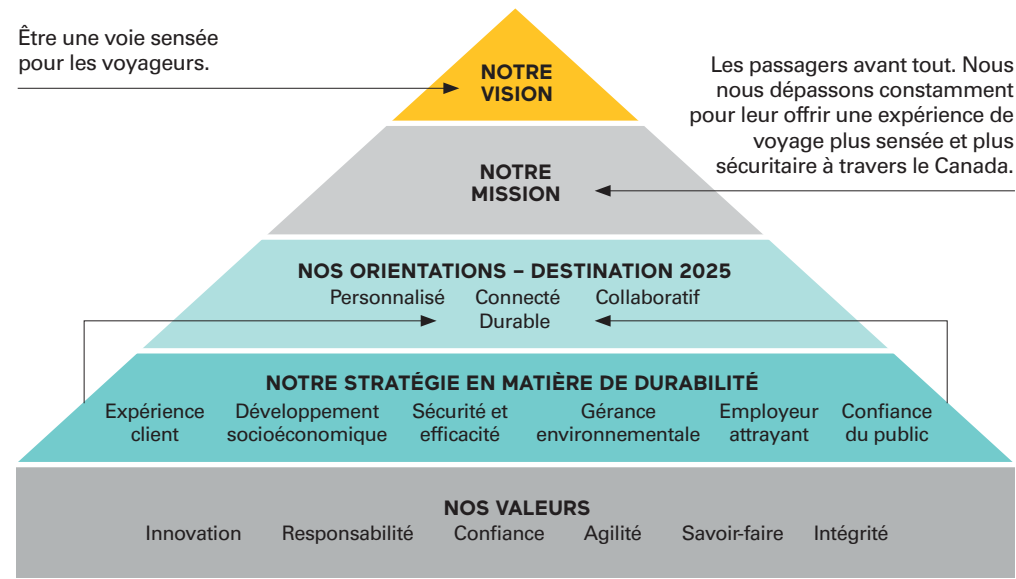 Être une voie sensée
pour les voyageurs.
NOTRE
VISION
Les passagers avant tout. Nous
nous dépassons constamment
pour leur offrir une expérience de
voyage plus sensée et plus
sécuritaire à travers le Canada.
NOTRE
MISSION
NOS ORIENTATIONS – DESTINATION 2025
Personnalisé Connecté Collaboratif
Durable
NOTRE STRATÉGIE EN MATIÈRE DE DURABILITÉ
Expérience
client
Développement
socioéconomique
Sécurité et
efficacité
Gérance
environnementale
Employeur
attrayant
Confiance
du public
NOS VALEURS
Innovation Responsabilité Confiance Agilité Savoir-faire Intégrité